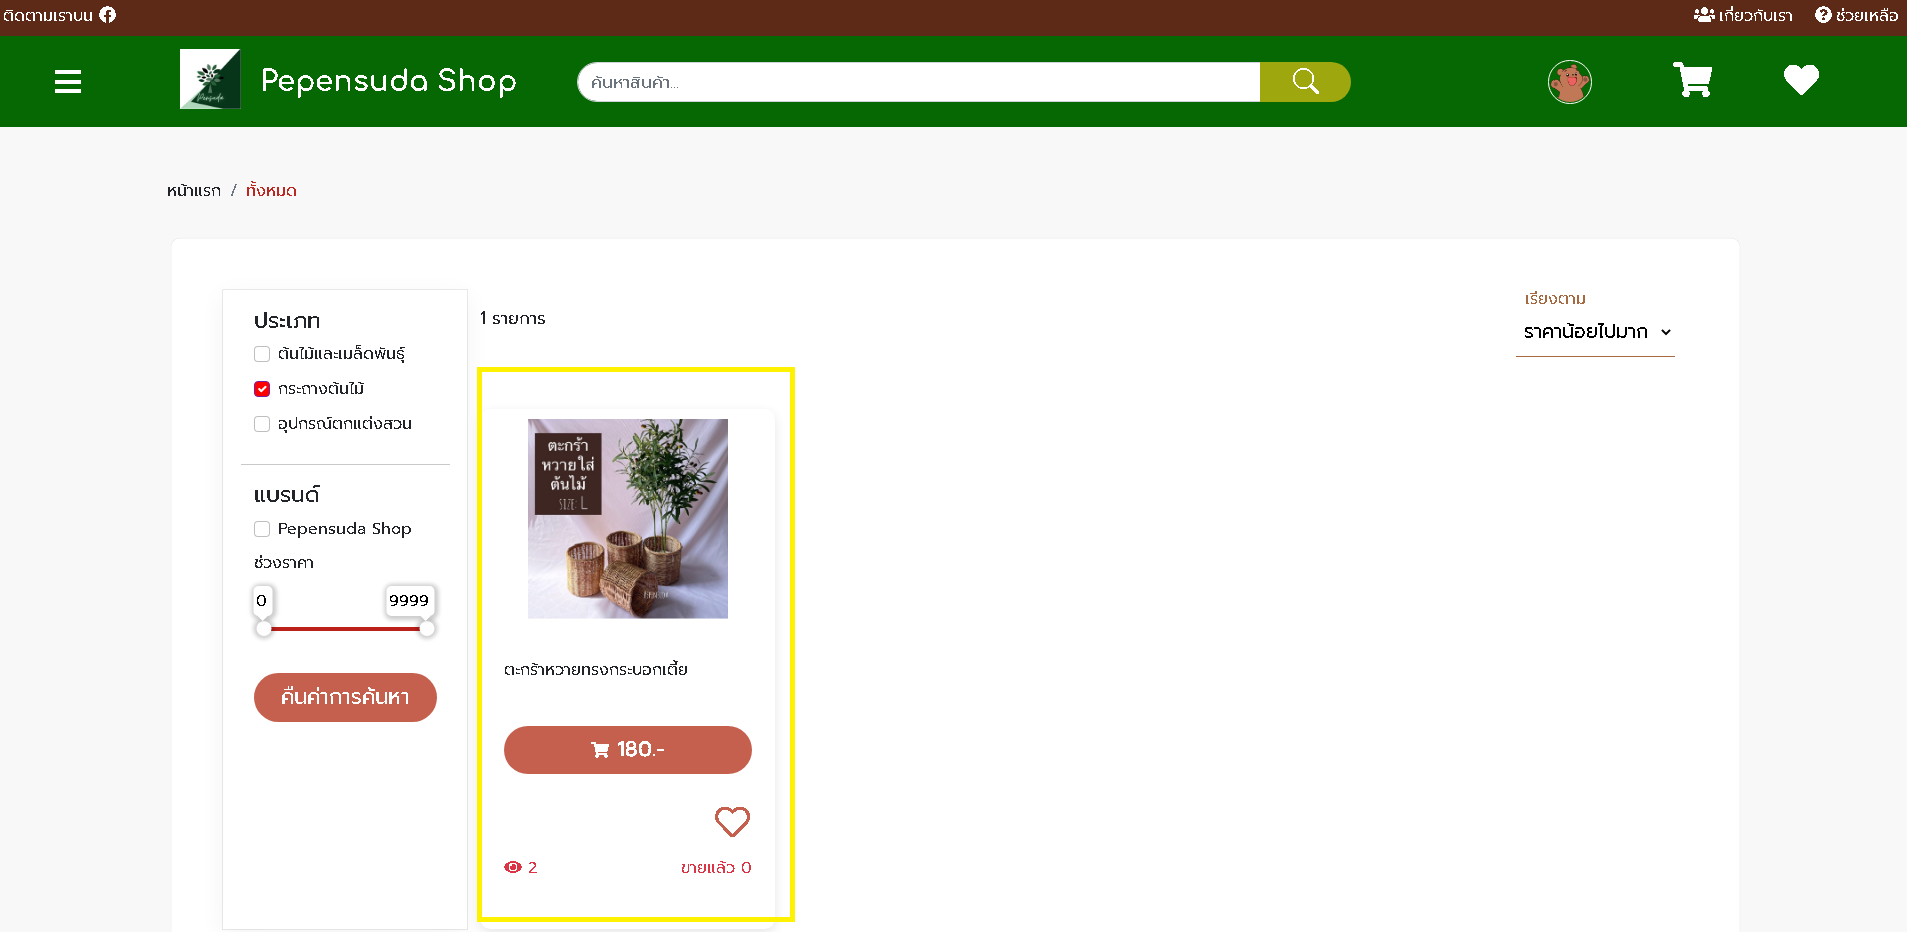 ติดตามเราบน
เกี่ยวกับเรา
ช่วยเหลือ
Pepensuda Shop
ค้นหาสินค้า...
หน้าแรก / ทั้งหมด
ประเภท
ต้นไม้และเมล็ดพันธุ์
กระถางต้นไม้
อุปกรณ์ตกแต่งสวน
แบรนด์
Pepensuda Shop
ช่วงราคา
0
9999
คืนค่าการค้นหา
1 รายการ
เรียงตาม
ราคาน้อยไปมาก
ตะกร้า
หวายใส่
ต้นไม้
SIZE: L
ตะกร้าหวายทรงกระบอกเตี้ย
180.-
2
ขายแล้ว 0